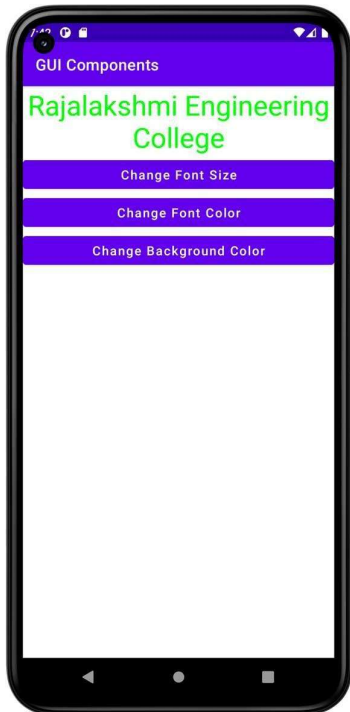 GUI Components
Rajalakshmi Engineering
College
Change Font Size
Change Font Color
Change Background Color